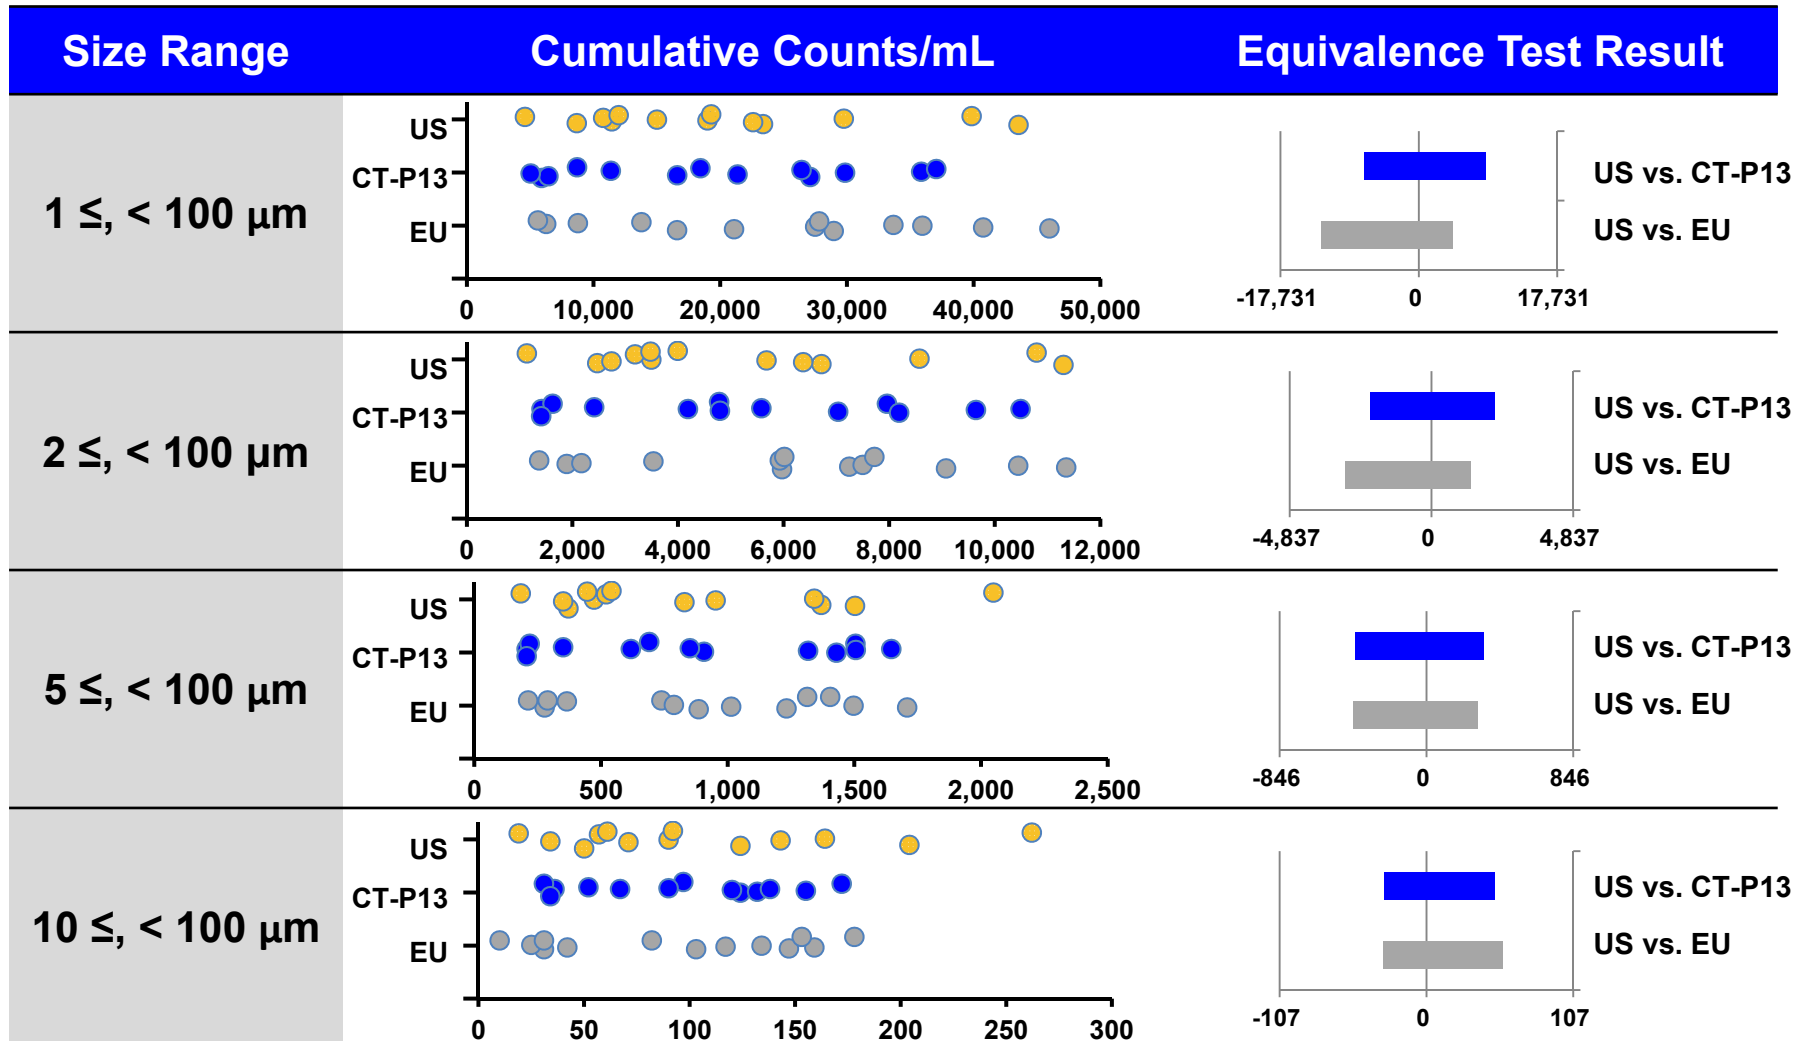 Size Range Cumulative Counts/mL Equivalence Test Result
1 ≤, < 100 μm
US
CT-P13
EU
0 10,000 20,000 30,000 40,000 50,000
US vs. CT-P13
US vs. EU
-17,731 0 17,731
2 ≤, < 100 μm
US
CT-P13
EU
0 2,000 4,000 6,000 8,000 10,000 12,000
US vs. CT-P13
US vs. EU
-4,837 0 4,837
5 ≤, < 100 μm
US
CT-P13
EU
0 500 1,000 1,500 2,000 2,500
US vs. CT-P13
US vs. EU
-846 0 846
10 ≤, < 100 μm
US
CT-P13
EU
0 50 100 150 200 250 300
US vs. CT-P13
US vs. EU
-107 0 107